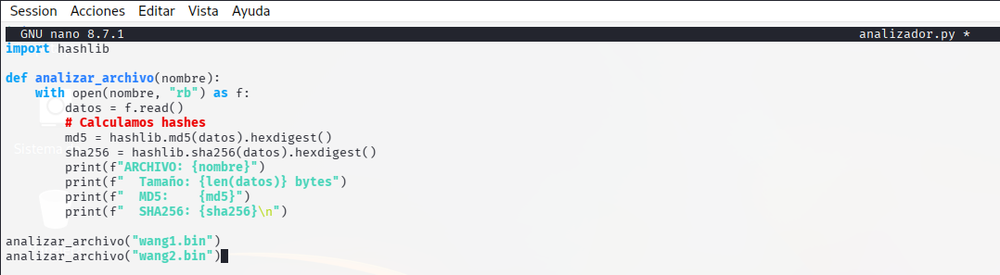 Session Acciones Editar Vista Ayuda
GNU nano 8.7.1 analizador.py *
import hashlib

def analizar_archivo(nombre):
    with open(nombre, "rb") as f:
        datos = f.read()
        # Calculamos hashes
        md5 = hashlib.md5(datos).hexdigest()
        sha256 = hashlib.sha256(datos).hexdigest()
        print(f"ARCHIVO: {nombre}")
        print(f"  Tamaño: {len(datos)} bytes")
        print(f"  MD5:    {md5}")
        print(f"  SHA256: {sha256}\n")

analizar_archivo("wang1.bin")
analizar_archivo("wang2.bin")